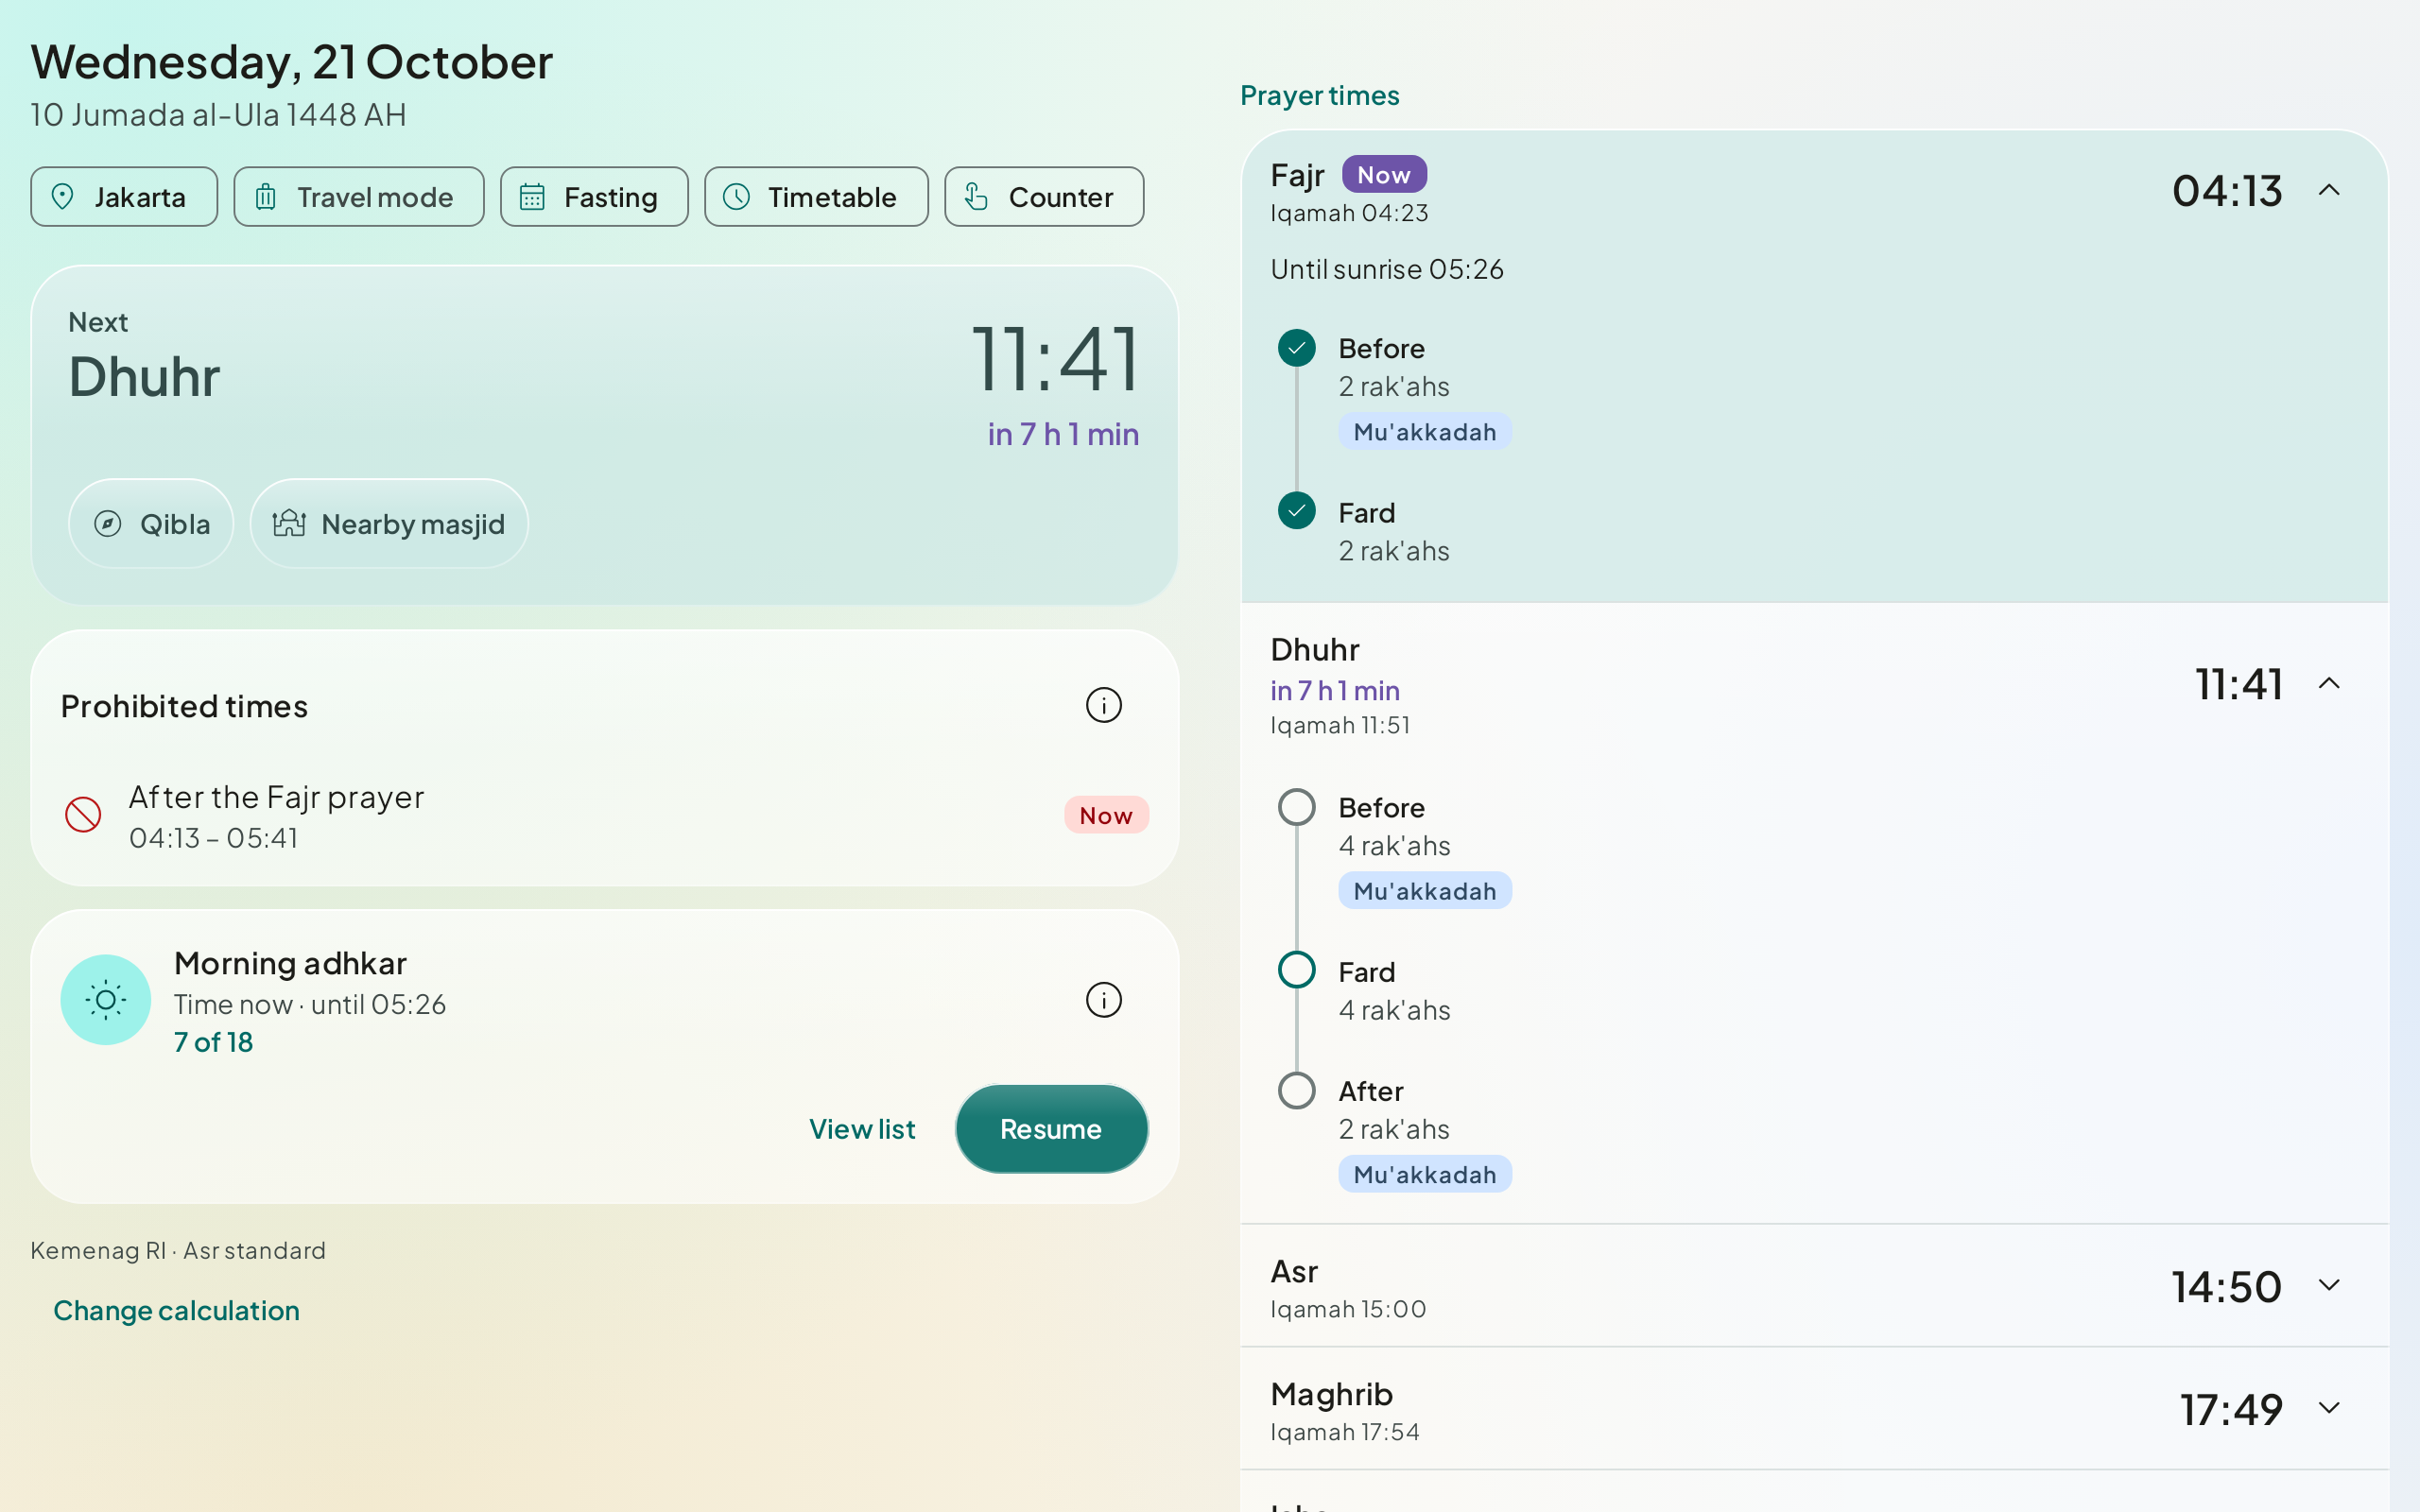 Wednesday, 21 October
10 Jumada al-Ula 1448 AH
Jakarta
Travel mode
Fasting
Timetable
Counter
Next
Dhuhr
11:41
in 7 h 1 min
Qibla
Nearby masjid
Prohibited times
After the Fajr prayer
04:13 – 05:41
Now
Morning adhkar
Time now · until 05:26
7 of 18
View list
Resume
Kemenag RI · Asr standard
Change calculation
Prayer times
Fajr
Now
Iqamah 04:23
04:13
Until sunrise 05:26
Before
2 rak'ahs
Mu'akkadah
Fard
2 rak'ahs
Dhuhr
in 7 h 1 min
Iqamah 11:51
11:41
Before
4 rak'ahs
Mu'akkadah
Fard
4 rak'ahs
After
2 rak'ahs
Mu'akkadah
Asr
Iqamah 15:00
14:50
Maghrib
Iqamah 17:54
17:49